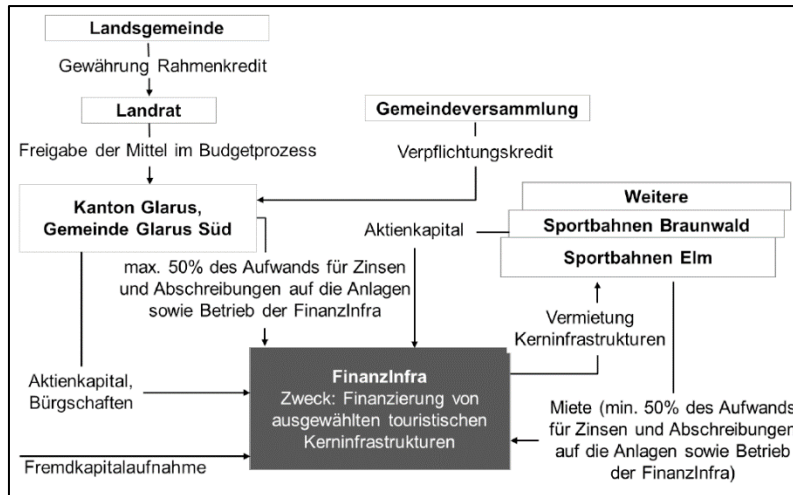 Landsgemeinde
Gewährung Rahmenkredit
Landrat
Freigabe der Mittel im Budgetprozess
Gemeindeversammlung
Verpflichtungskredit
Kanton Glarus,
Gemeinde Glarus Süd
Weitere
Sportbahnen Braunwald
Sportbahnen Elm
Aktienkapital
max. 50% des Aufwands für Zinsen
und Abschreibungen auf die Anlagen
sowie Betrieb der FinanzInfra
Vermietung
Kerninfrastrukturen
Aktienkapital,
Bürgschaften
FinanzInfra
Zweck: Finanzierung von
ausgewählten touristischen
Kerninfrastrukturen
Miete (min. 50% des Aufwands
für Zinsen und Abschreibungen
auf die Anlagen sowie Betrieb
der FinanzInfra)
Fremdkapitalaufnahme